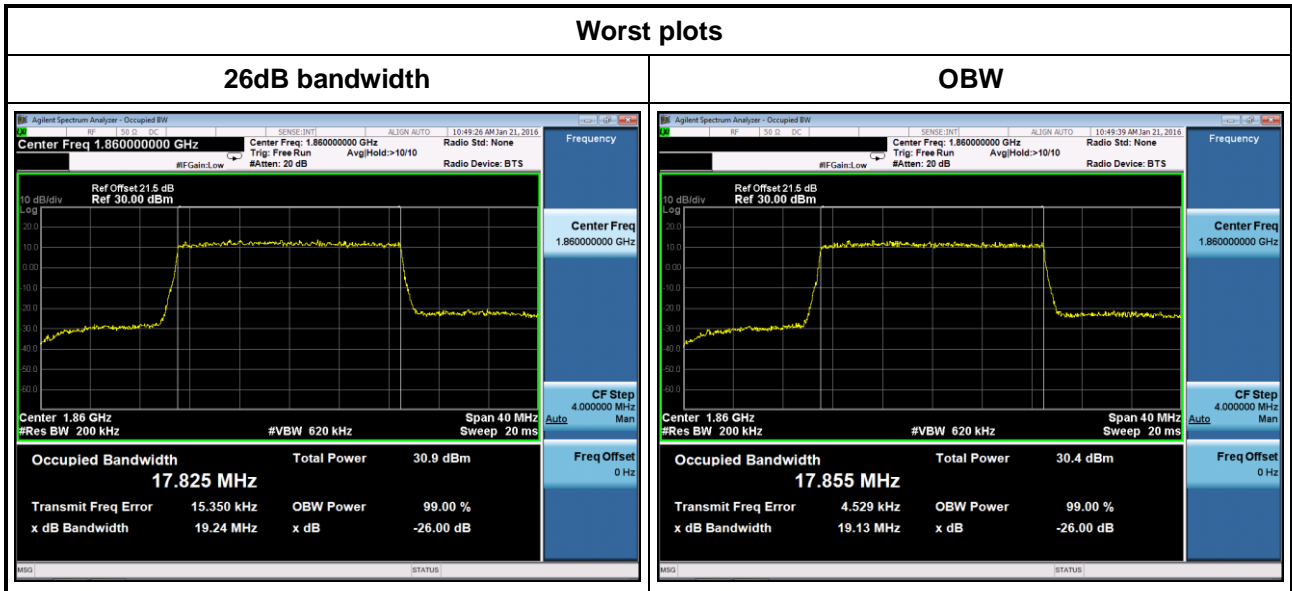 Worst plots
26dB bandwidth
OBW
Agilent Spectrum Analyzer - Occupied BW
RF 50 Ω DC SENSE:INT ALIGN AUTO 10:49:26 AM Jan 21, 2016
Center Freq 1.860000000 GHz
Center Freq: 1.860000000 GHz Radio Std: None
Trig: Free Run Avg|Hold:>10/10
#IFGain:Low #Atten: 20 dB Radio Device: BTS
Ref Offset 21.5 dB
10 dB/div Ref 30.00 dBm
Log
20.0
10.0
0.00
-10.0
-20.0
-30.0
-40.0
-50.0
-60.0
Center 1.86 GHz Span 40 MHz
#Res BW 200 kHz #VBW 620 kHz Sweep 20 ms
Occupied Bandwidth Total Power 30.9 dBm
17.825 MHz
Transmit Freq Error 15.350 kHz OBW Power 99.00 %
x dB Bandwidth 19.24 MHz x dB -26.00 dB
MSG STATUS
Frequency
Center Freq
1.860000000 GHz
CF Step
4.000000 MHz
Auto Man
Freq Offset
0 Hz
Agilent Spectrum Analyzer - Occupied BW
RF 50 Ω DC SENSE:INT ALIGN AUTO 10:49:39 AM Jan 21, 2016
Center Freq: 1.860000000 GHz Radio Std: None
Trig: Free Run Avg|Hold:>10/10
#IFGain:Low #Atten: 20 dB Radio Device: BTS
Ref Offset 21.5 dB
10 dB/div Ref 30.00 dBm
Log
20.0
10.0
0.00
-10.0
-20.0
-30.0
-40.0
-50.0
-60.0
Center 1.86 GHz Span 40 MHz
#Res BW 200 kHz #VBW 620 kHz Sweep 20 ms
Occupied Bandwidth Total Power 30.4 dBm
17.855 MHz
Transmit Freq Error 4.529 kHz OBW Power 99.00 %
x dB Bandwidth 19.13 MHz x dB -26.00 dB
MSG STATUS
Frequency
Center Freq
1.860000000 GHz
CF Step
4.000000 MHz
Auto Man
Freq Offset
0 Hz